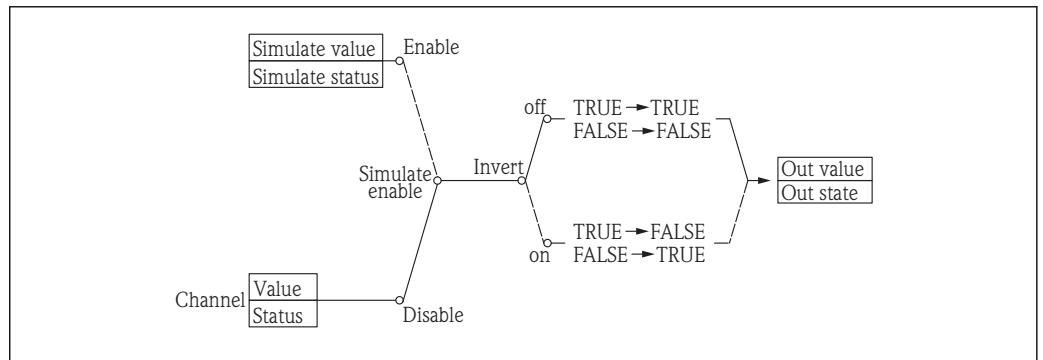 Simulate value
Simulate status
Enable
off
TRUE → TRUE
FALSE → FALSE
Simulate
enable
Invert
Out value
Out state
on
TRUE → FALSE
FALSE → TRUE
Channel
Value
Status
Disable